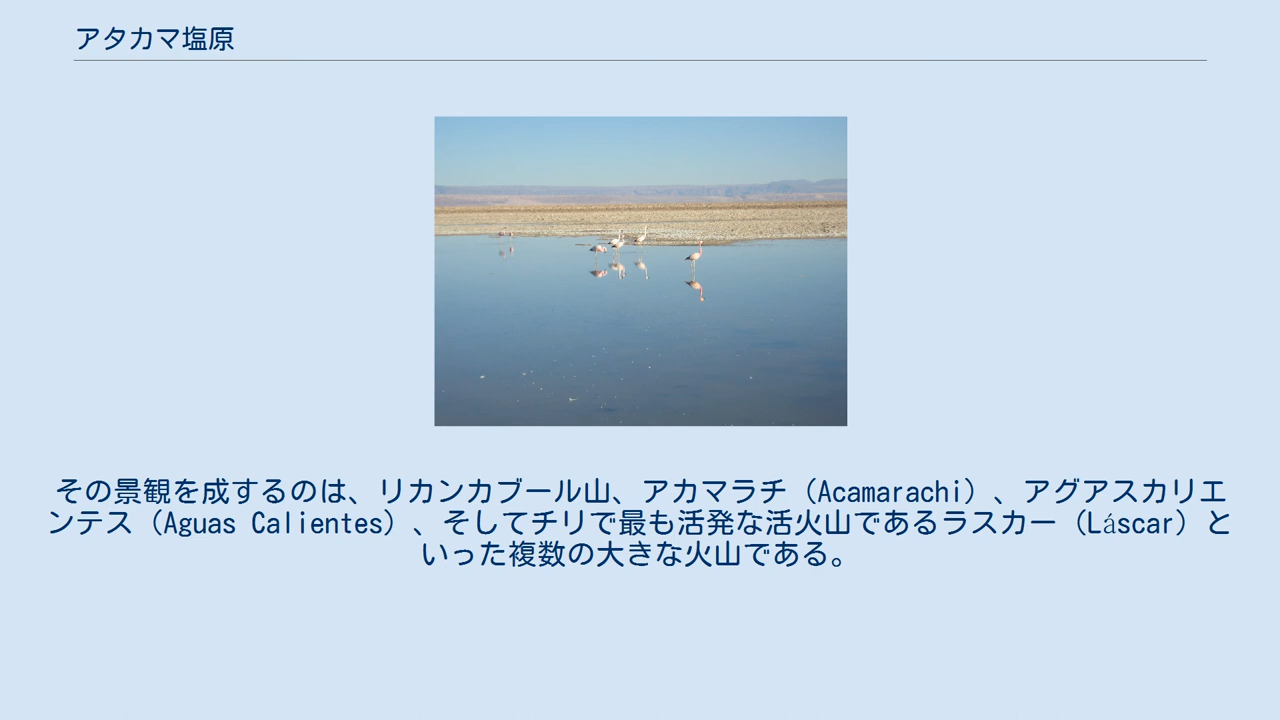 アタカマ塩原
その景観を成するのは、リカンカブール山、アカマラチ（Acamarachi）、アグアスカリエ
ンテス（Aguas Calientes）、そしてチリで最も活発な活火山であるラスカー（Láscar）と
いった複数の大きな火山である。